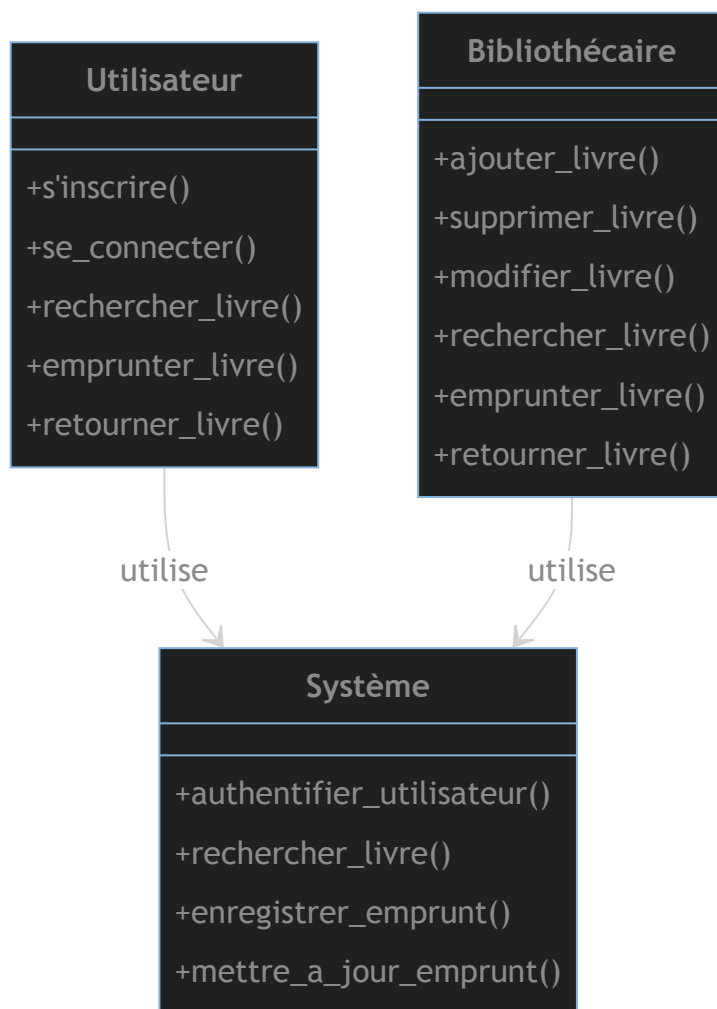 Utilisateur
+s'inscrire()
+se_connecter()
+rechercher_livre()
+emprunter_livre()
+retourner_livre()
Bibliothécaire
+ajouter_livre()
+supprimer_livre()
+modifier_livre()
+rechercher_livre()
+emprunter_livre()
+retourner_livre()
utilise
utilise
Système
+authentifier_utilisateur()
+rechercher_livre()
+enregistrer_emprunt()
+mettre_a_jour_emprunt()